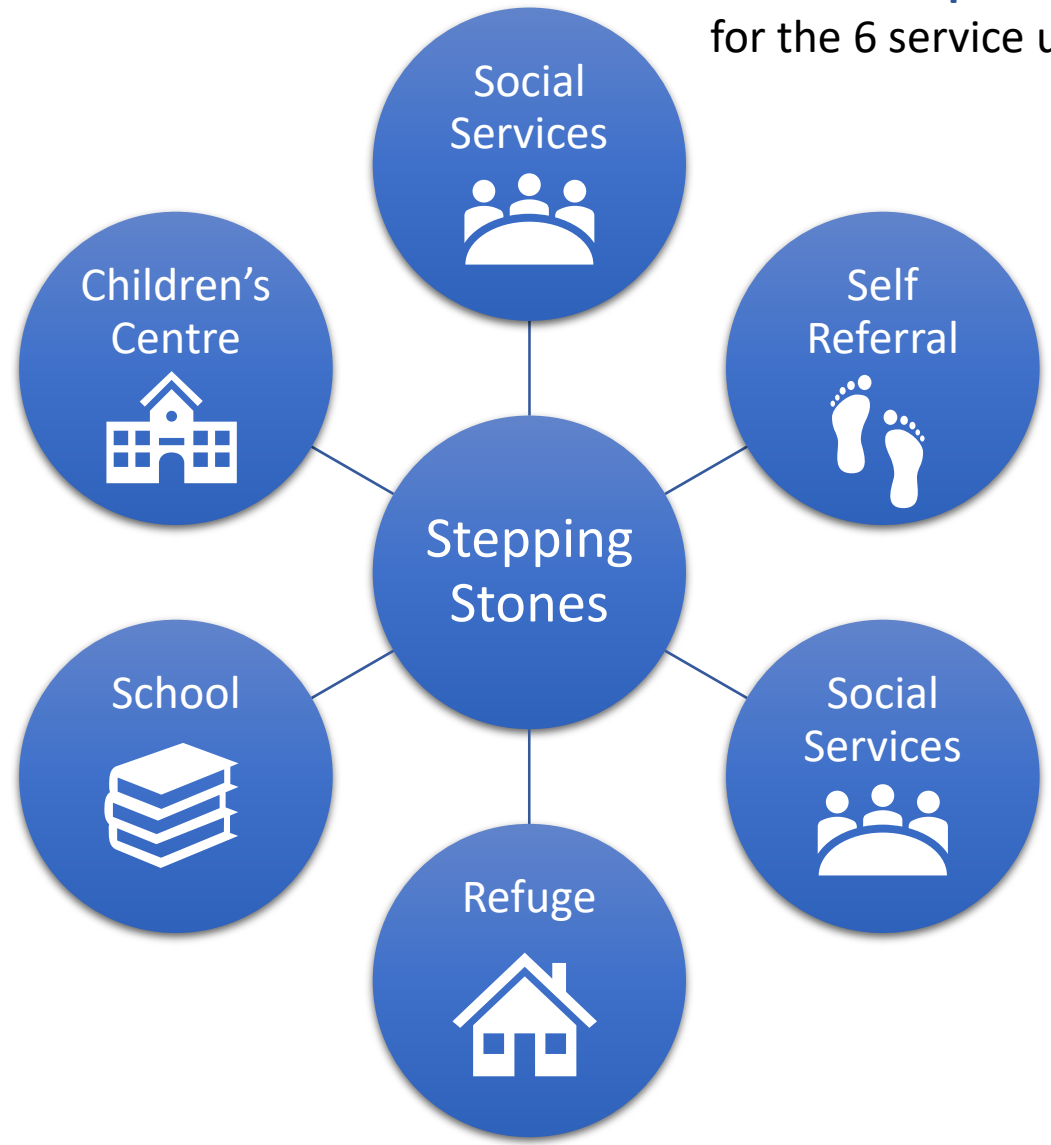 for the 6 service u
Social
Services
Children’s
Centre
Self
Referral
Stepping
Stones
School
Social
Services
Refuge